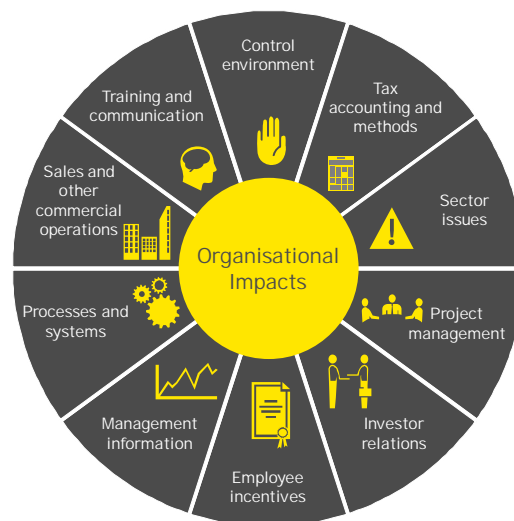 Control
environment
Tax
accounting and
methods
Sector
issues
Project
management
Investor
relations
Employee
incentives
Management
information
Processes and
systems
Sales and
other
commercial
operations
Training and
communication
Organisational
Impacts